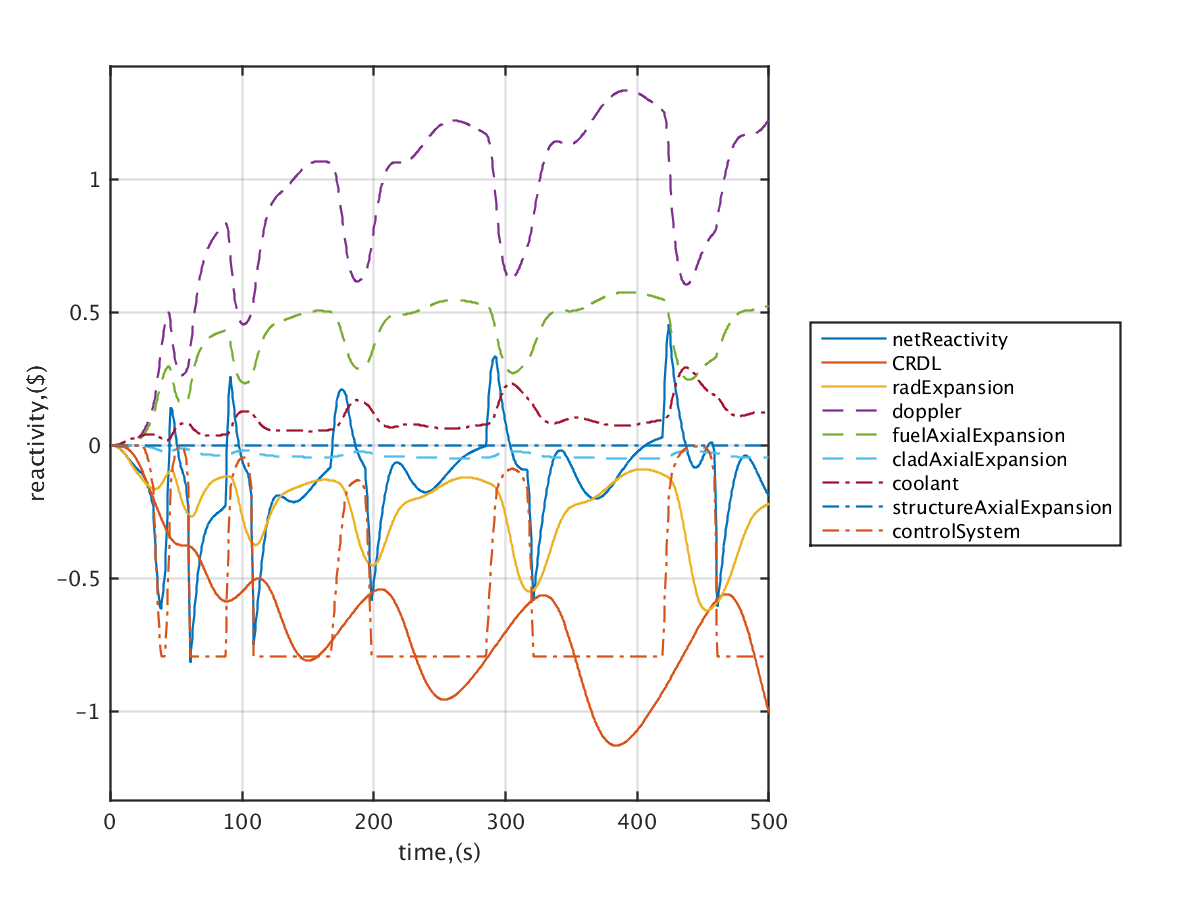 1
0.5
0
-0.5
-1
reactivity,($)
0
100
200
300
400
500
time,(s)
netReactivity
CRDL
radExpansion
doppler
fuelAxialExpansion
cladAxialExpansion
coolant
structureAxialExpansion
controlSystem